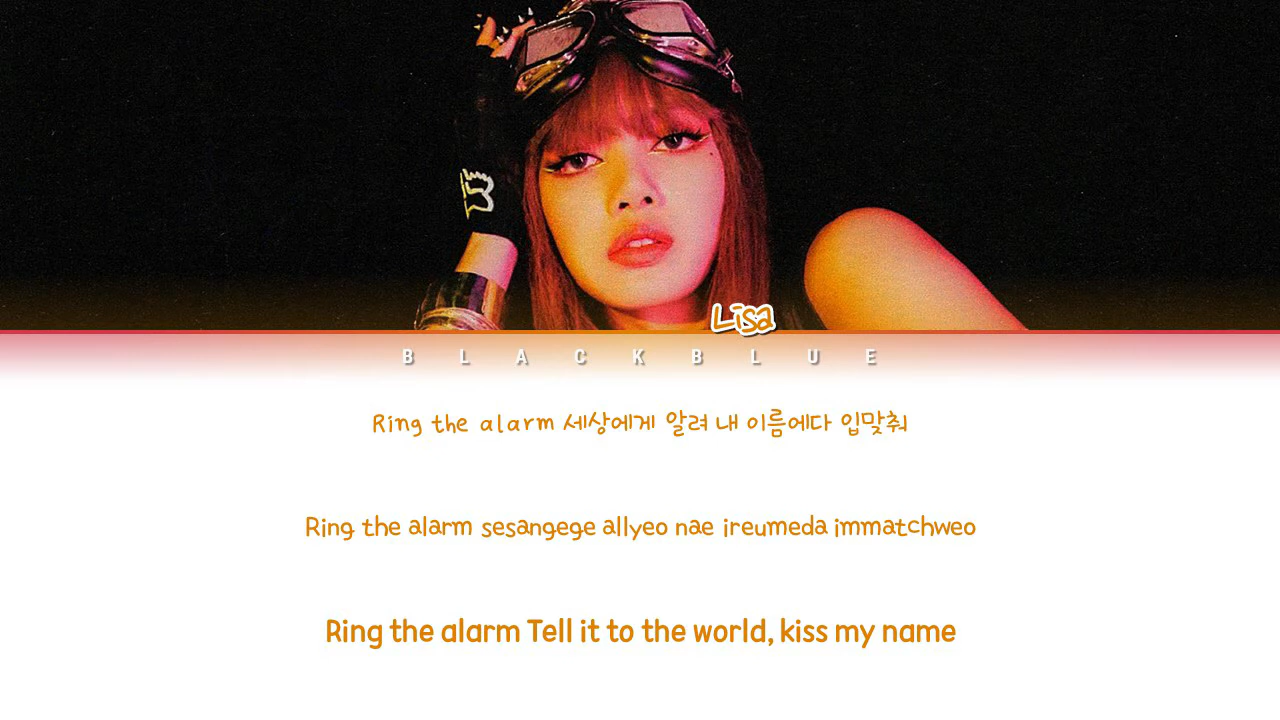 Lisa
BLACKBLUE
Ring the alarm 세상에게 알려 내 이름에다 입맞춰
Ring the alarm sesangege allyeo nae ireumeda immatchweo
Ring the alarm Tell it to the world, kiss my name